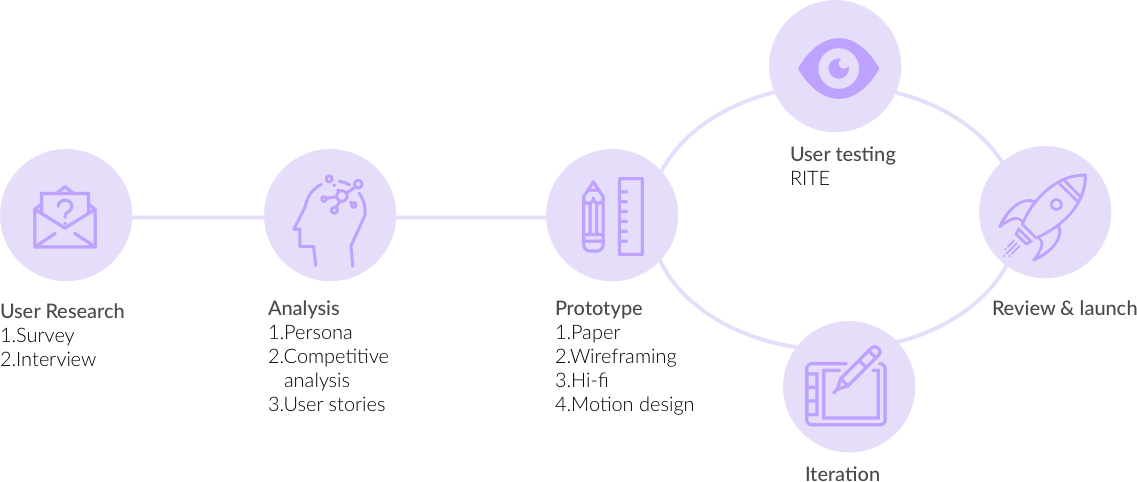 User Research
1.Survey
2.Interview
Analysis
1.Persona
2.Competitive
analysis
3.User stories
Prototype
1.Paper
2.Wireframing
3.Hi-fi
4.Motion design
User testing
RITE
Review & launch
Iteration
?